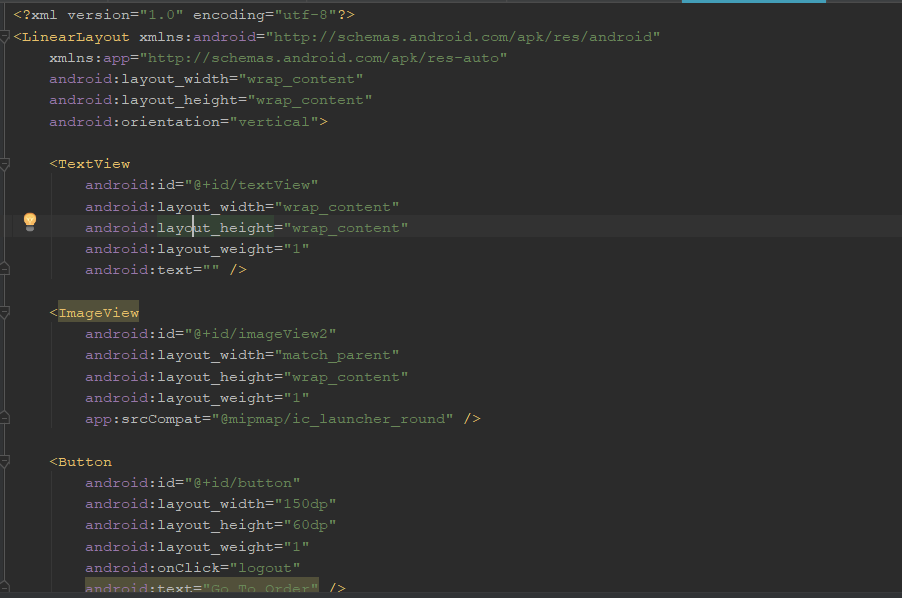 <?xml version="1.0" encoding="utf-8"?>
<LinearLayout xmlns:android="http://schemas.android.com/apk/res/android"
    xmlns:app="http://schemas.android.com/apk/res-auto"
    android:layout_width="wrap_content"
    android:layout_height="wrap_content"
    android:orientation="vertical">

    <TextView
        android:id="@+id/textView"
        android:layout_width="wrap_content"
        android:layout_height="wrap_content"
        android:layout_weight="1"
        android:text="" />

    <ImageView
        android:id="@+id/imageView2"
        android:layout_width="match_parent"
        android:layout_height="wrap_content"
        android:layout_weight="1"
        app:srcCompat="@mipmap/ic_launcher_round" />

    <Button
        android:id="@+id/button"
        android:layout_width="150dp"
        android:layout_height="60dp"
        android:layout_weight="1"
        android:onClick="logout"
        android:text="Go To Order" />